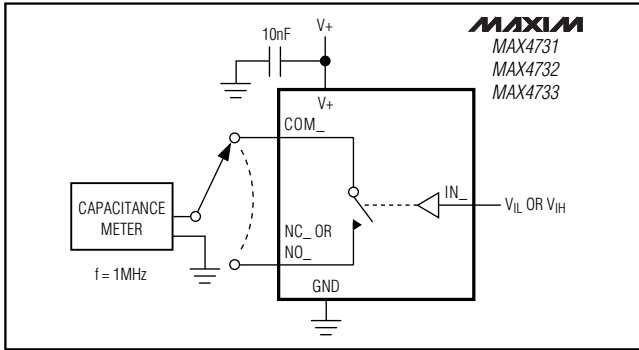 V+
10nF
MAXIM
MAX4731
MAX4732
MAX4733
V+
COM_
IN_
VIL OR VIH
CAPACITANCE
METER
NC_ OR
NO_
f = 1MHz
GND